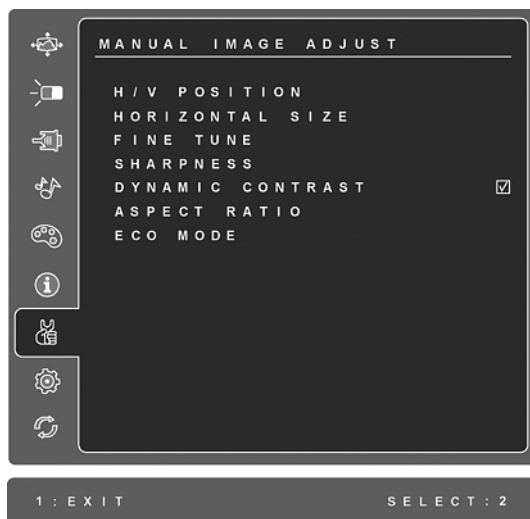 MANUAL IMAGE ADJUST
H/V POSITION
HORIZONTAL SIZE
FINE TUNE
SHARPNESS
DYNAMIC CONTRAST
ASPECT RATIO
ECO MODE
1:EXIT SELECT:2